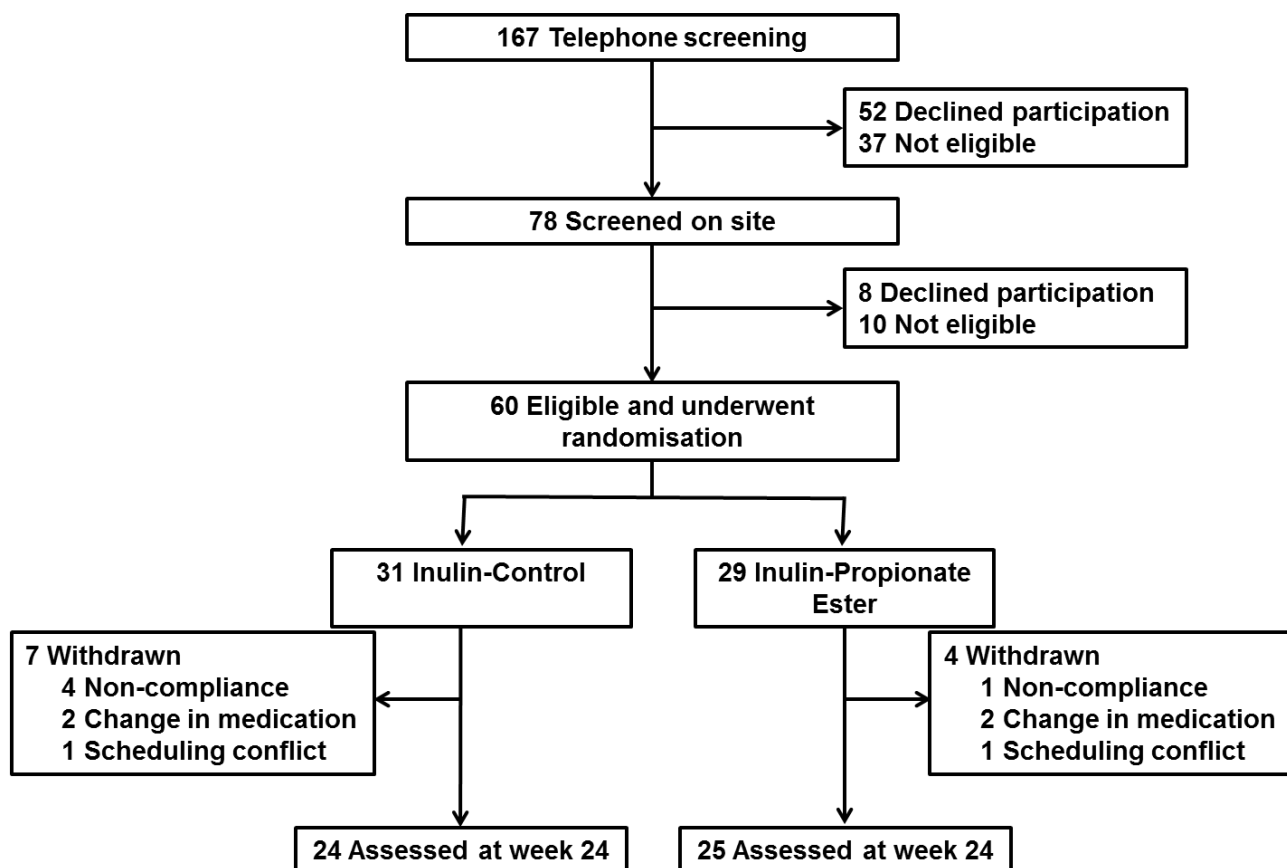 167 Telephone screening
52 Declined participation
37 Not eligible
78 Screened on site
8 Declined participation
10 Not eligible
60 Eligible and underwent
randomisation
31 Inulin-Control
29 Inulin-Propionate
Ester
7 Withdrawn
4 Non-compliance
2 Change in medication
1 Scheduling conflict
4 Withdrawn
1 Non-compliance
2 Change in medication
1 Scheduling conflict
24 Assessed at week 24
25 Assessed at week 24